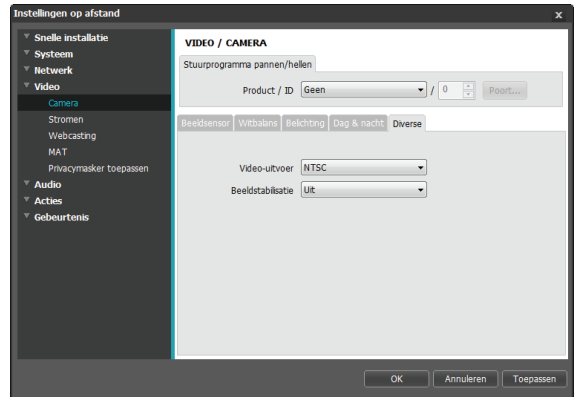 Instellingen op afstand x
Snelle installatie
Systeem
Netwerk
Video
Camera
Stromen
Webcasting
MAT
Privacymasker toepassen
Audio
Acties
Gebeurtenis
VIDEO / CAMERA
Stuurprogramma pannen/hellen
Product / ID Geen / 0 Poort...
Beeldsensor Witbalans Belichting Dag & nacht Diverse
Video-uitvoer NTSC
Beeldstabilisatie Uit
OK Annuleren Toepassen